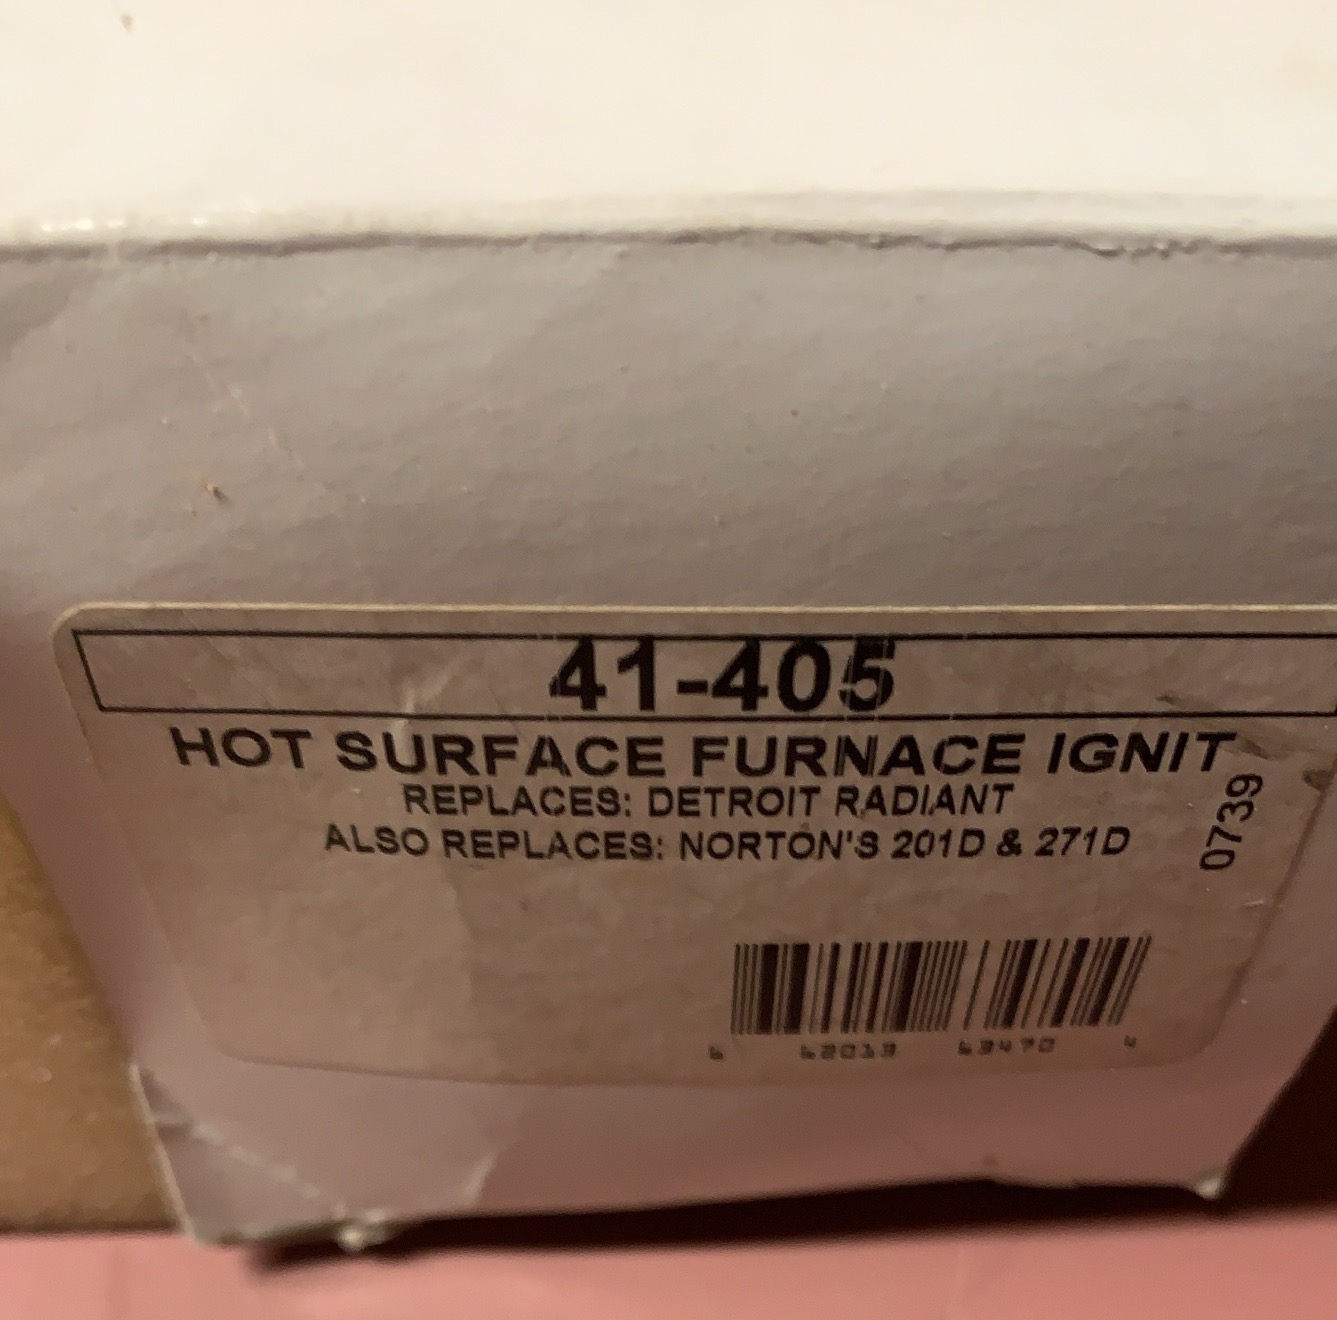 41-405
HOT SURFACE FURNACE IGNIT
REPLACES: DETROIT RADIANT
ALSO REPLACES: NORTON'S 201D & 271D
0739